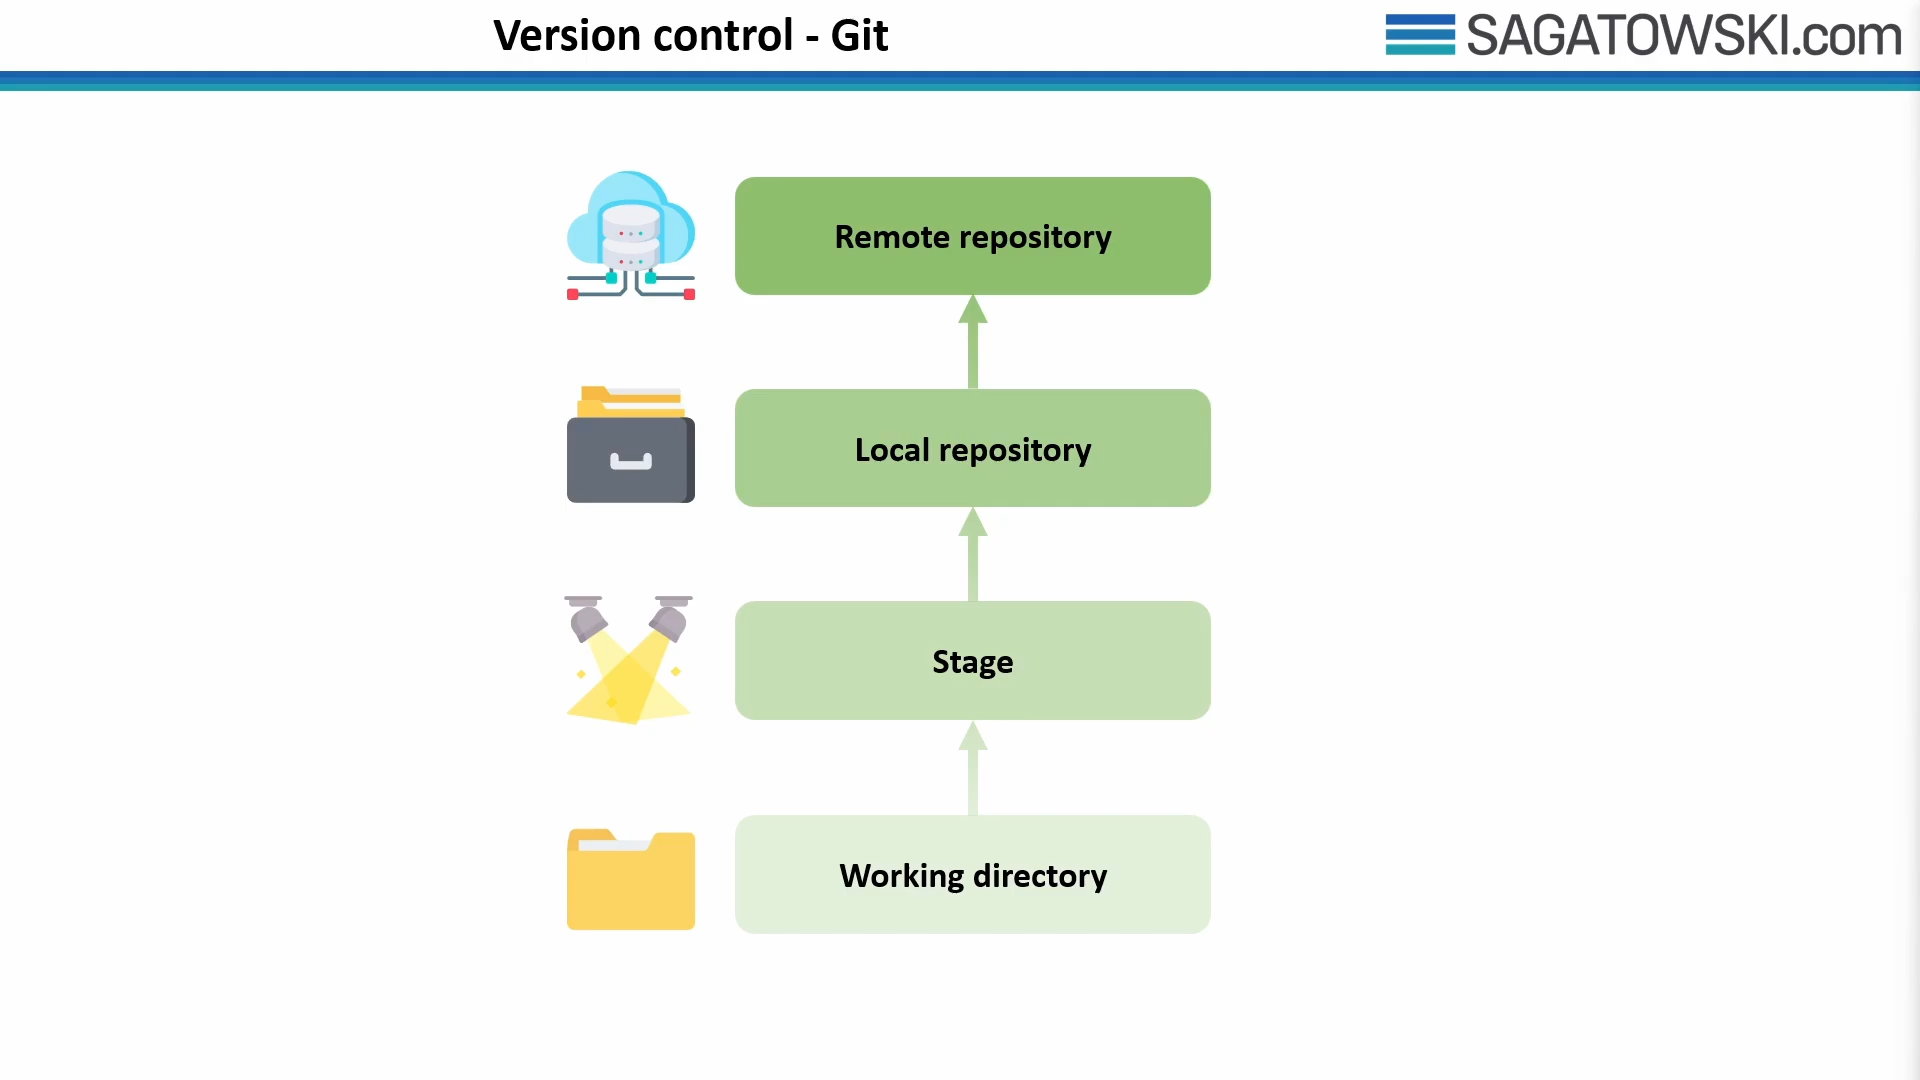 Version control - Git
SAGATOWSKI.com
Remote repository
Local repository
Stage
Working directory